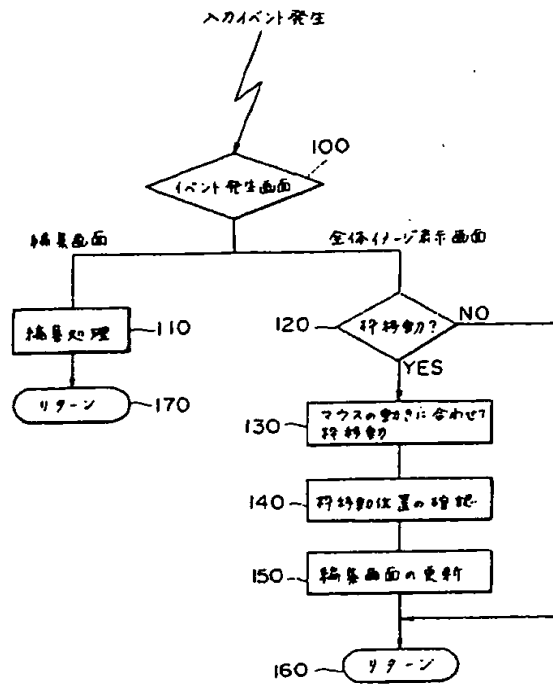 入力イベント発生
100
イベント発生画面
編集画面
全体イメージ表示画面
編集処理
110
120
枠移動?
NO
YES
リターン
170
130
マウスの動きに合わせて
枠移動
140
枠移動位置の確認
150
編集画面の更新
160
リターン